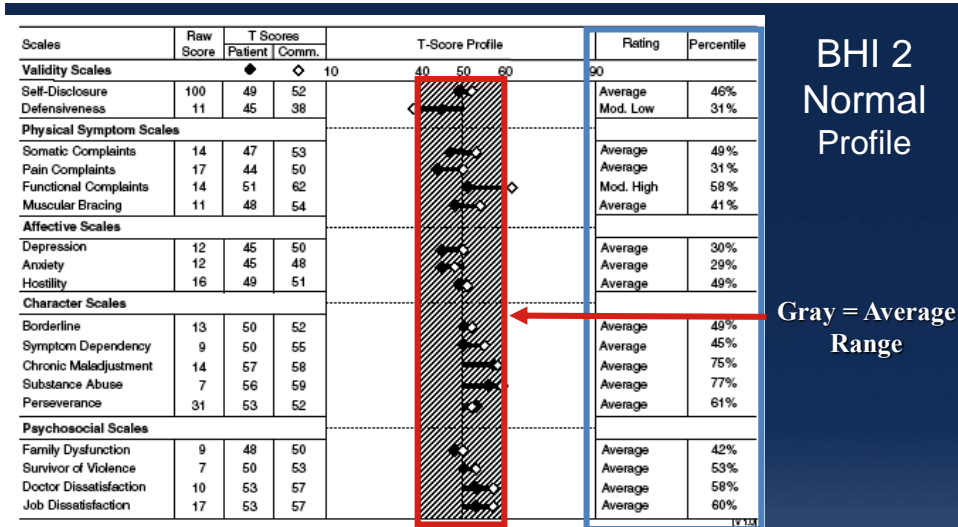 Scales Raw Score T Scores Patient Comm. T-Score Profile Rating Percentile
Validity Scales ◆ ◇ 10 40 50 60 90
Self-Disclosure 100 49 52 Average 46%
Defensiveness 11 45 38 Mod. Low 31%
Physical Symptom Scales
Somatic Complaints 14 47 53 Average 49%
Pain Complaints 17 44 50 Average 31%
Functional Complaints 14 51 62 Mod. High 58%
Muscular Bracing 11 48 54 Average 41%
Affective Scales
Depression 12 45 50 Average 30%
Anxiety 12 45 48 Average 29%
Hostility 16 49 51 Average 49%
Character Scales
Borderline 13 50 52 Average 49%
Symptom Dependency 9 50 55 Average 45%
Chronic Maladjustment 14 57 58 Average 75%
Substance Abuse 7 56 59 Average 77%
Perseverance 31 53 52 Average 61%
Psychosocial Scales
Family Dysfunction 9 48 50 Average 42%
Survivor of Violence 7 50 53 Average 53%
Doctor Dissatisfaction 10 53 57 Average 58%
Job Dissatisfaction 17 53 57 Average 60%
BHI 2
Normal
Profile
Gray = Average
Range